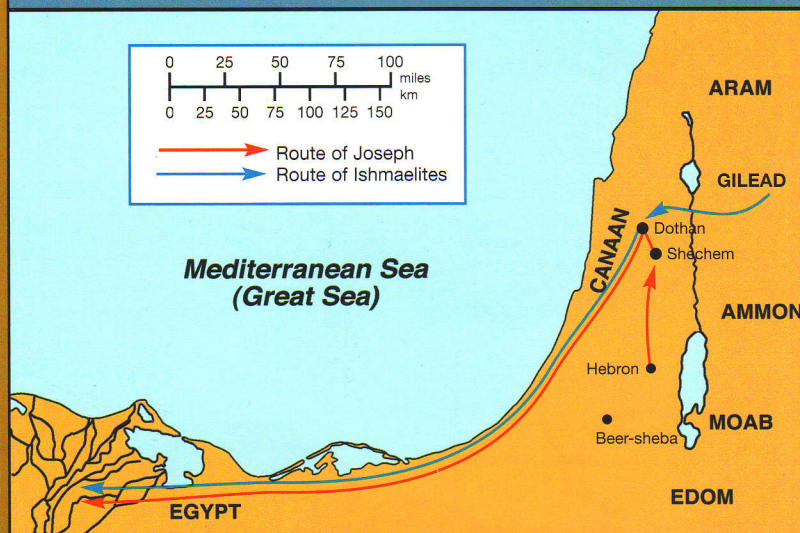 0 25 50 75 100
miles
km
0 25 50 75 100 125 150
Route of Joseph
Route of Ishmaelites
ARAM
GILEAD
CANAAN
Dothan
Shechem
Mediterranean Sea
(Great Sea)
AMMON
Hebron
MOAB
Beer-sheba
EDOM
EGYPT